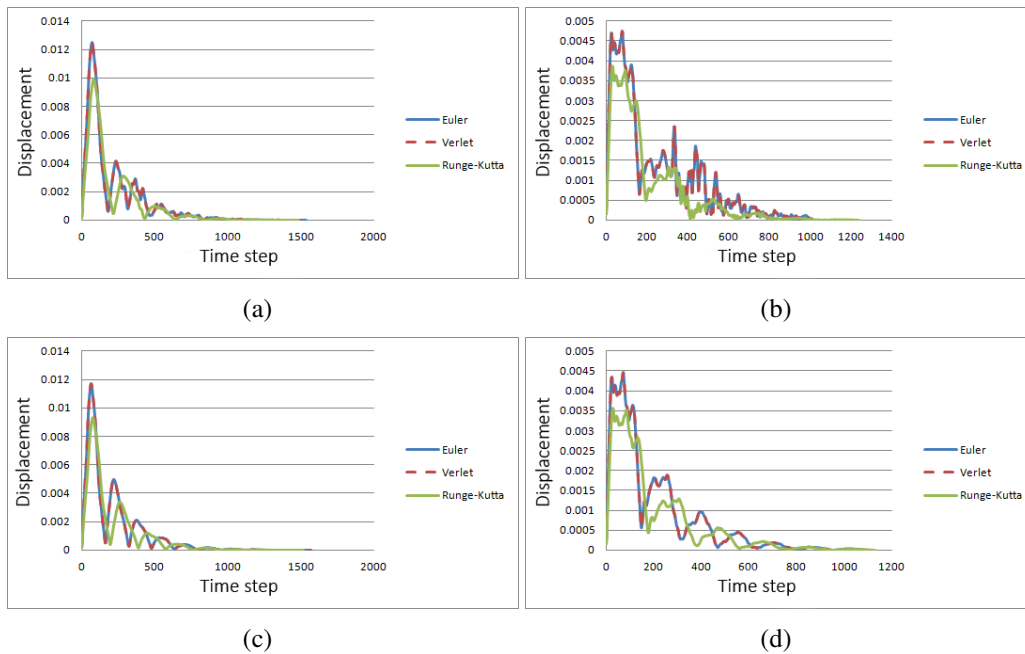 0.014
0.012
0.01
0.008
0.006
0.004
0.002
0
Displacement
0 500 1000 1500 2000
Time step
Euler
Verlet
Runge-Kutta
(a)
0.005
0.0045
0.004
0.0035
0.003
0.0025
0.002
0.0015
0.001
0.0005
0
Displacement
0 200 400 600 800 1000 1200 1400
Time step
Euler
Verlet
Runge-Kutta
(b)
0.014
0.012
0.01
0.008
0.006
0.004
0.002
0
Displacement
0 500 1000 1500 2000
Time step
Euler
Verlet
Runge-Kutta
(c)
0.005
0.0045
0.004
0.0035
0.003
0.0025
0.002
0.0015
0.001
0.0005
0
Displacement
0 200 400 600 800 1000 1200
Time step
Euler
Verlet
Runge-Kutta
(d)